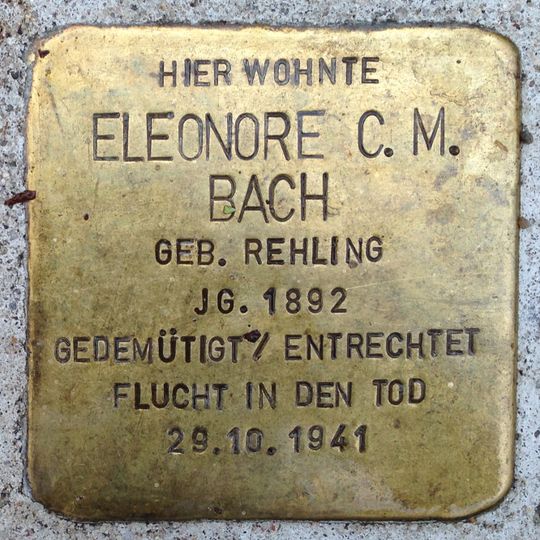 HIER WOHNTE
ELEONORE C. M.
BACH
GEB. REHLING
JG. 1892
GEDEMÜTIGT / ENTRECHTET
FLUCHT IN DEN TOD
29.10.1941